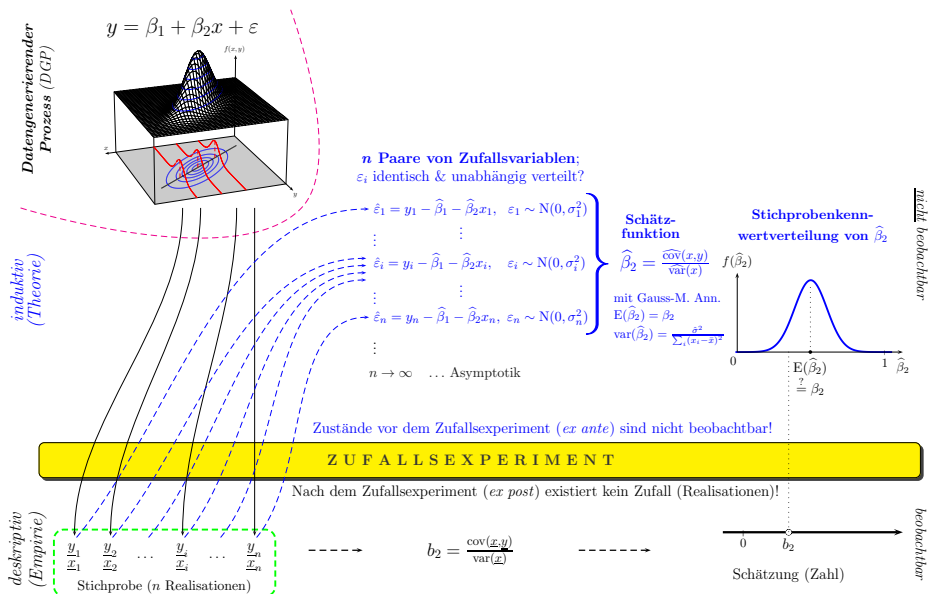 Datengenerierender
Prozess (DGP)
y = β₁ + β₂x + ε
f(x,y)
x
y
n Paare von Zufallsvariablen;
εᵢ identisch & unabhängig verteilt?
ε̂₁ = y₁ − β̂₁ − β̂₂x₁, ε₁ ∼ N(0, σ₁²)
⋮ ⋮
ε̂ᵢ = yᵢ − β̂₁ − β̂₂xᵢ, εᵢ ∼ N(0, σᵢ²)
⋮ ⋮
ε̂ₙ = yₙ − β̂₁ − β̂₂xₙ, εₙ ∼ N(0, σₙ²)
⋮
n → ∞ … Asymptotik
Schätz-
funktion
β̂₂ = côv(x,y) / vâr(x)
mit Gauss-M. Ann.
E(β̂₂) = β₂
var(β̂₂) = σ̂² / ∑ᵢ(xᵢ−x̄)²
Stichprobenkenn-
wertverteilung von β̂₂
f(β̂₂)
0 1 β̂₂
E(β̂₂)
≟ β₂
nicht beobachtbar
induktiv
(Theorie)
Zustände vor dem Zufallsexperiment (ex ante) sind nicht beobachtbar!
ZUFALLSEXPERIMENT
Nach dem Zufallsexperiment (ex post) existiert kein Zufall (Realisationen)!
deskriptiv
(Empirie)
y₁ y₂ … yᵢ … yₙ
x₁ x₂ xᵢ xₙ
Stichprobe (n Realisationen)
b₂ = cov(x,y) / var(x)
0 b₂
Schätzung (Zahl)
beobachtbar